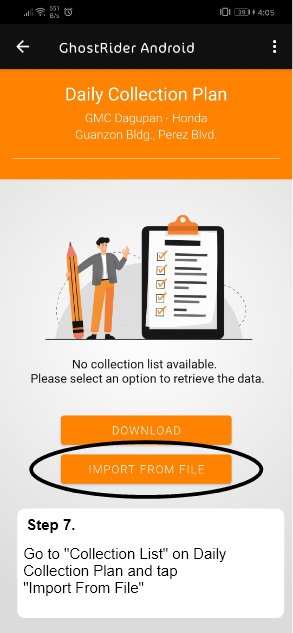 551
B/s
39
4:05
GhostRider Android
Daily Collection Plan
GMC Dagupan - Honda
Guanzon Bldg., Perez Blvd.
No collection list available.
Please select an option to retrieve the data.
DOWNLOAD
IMPORT FROM FILE
Step 7.
Go to "Collection List" on Daily
Collection Plan and tap
"Import From File"